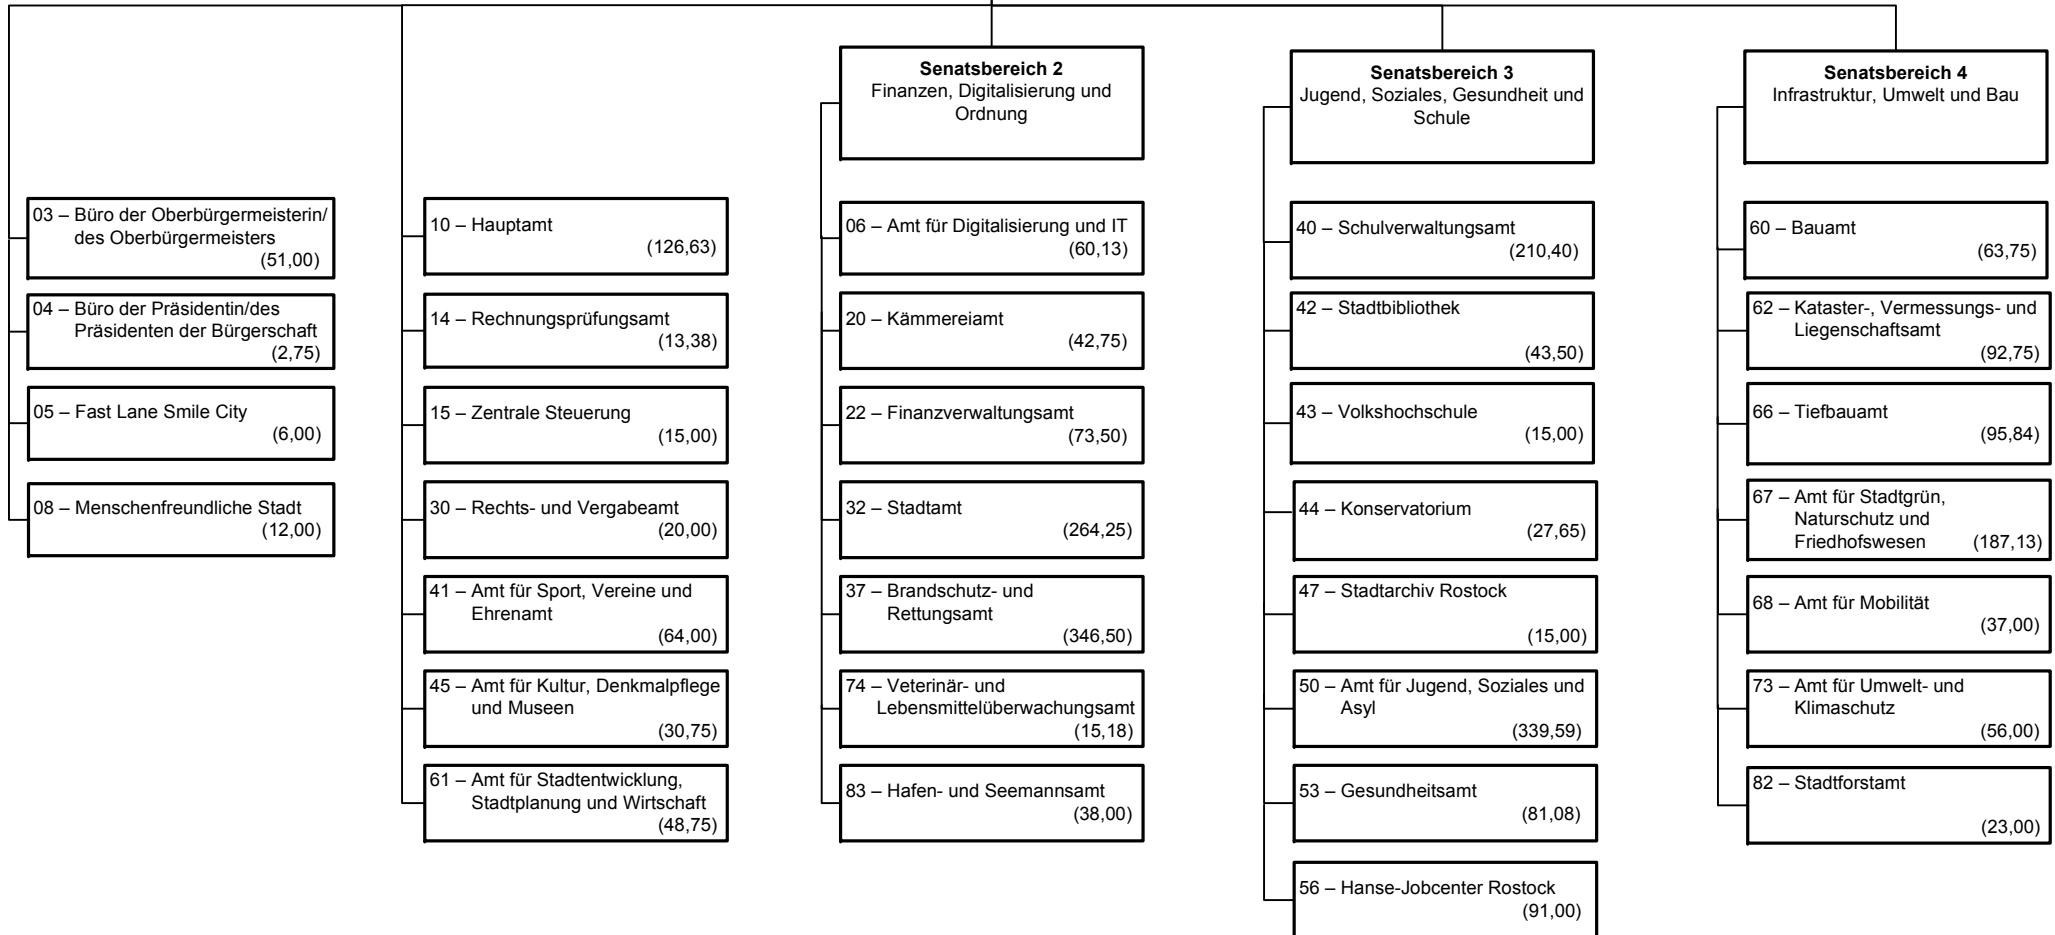 03 – Büro der Oberbürgermeisterin/
des Oberbürgermeisters
(51,00)
04 – Büro der Präsidentin/des
Präsidenten der Bürgerschaft
(2,75)
05 – Fast Lane Smile City
(6,00)
08 – Menschenfreundliche Stadt
(12,00)
10 – Hauptamt
(126,63)
14 – Rechnungsprüfungsamt
(13,38)
15 – Zentrale Steuerung
(15,00)
30 – Rechts- und Vergabeamt
(20,00)
41 – Amt für Sport, Vereine und
Ehrenamt
(64,00)
45 – Amt für Kultur, Denkmalpflege
und Museen
(30,75)
61 – Amt für Stadtentwicklung,
Stadtplanung und Wirtschaft
(48,75)
Senatsbereich 2
Finanzen, Digitalisierung und
Ordnung
06 – Amt für Digitalisierung und IT
(60,13)
20 – Kämmereiamt
(42,75)
22 – Finanzverwaltungsamt
(73,50)
32 – Stadtamt
(264,25)
37 – Brandschutz- und
Rettungsamt
(346,50)
74 – Veterinär- und
Lebensmittelüberwachungsamt
(15,18)
83 – Hafen- und Seemannsamt
(38,00)
Senatsbereich 3
Jugend, Soziales, Gesundheit und
Schule
40 – Schulverwaltungsamt
(210,40)
42 – Stadtbibliothek
(43,50)
43 – Volkshochschule
(15,00)
44 – Konservatorium
(27,65)
47 – Stadtarchiv Rostock
(15,00)
50 – Amt für Jugend, Soziales und
Asyl
(339,59)
53 – Gesundheitsamt
(81,08)
56 – Hanse-Jobcenter Rostock
(91,00)
Senatsbereich 4
Infrastruktur, Umwelt und Bau
60 – Bauamt
(63,75)
62 – Kataster-, Vermessungs- und
Liegenschaftsamt
(92,75)
66 – Tiefbauamt
(95,84)
67 – Amt für Stadtgrün,
Naturschutz und
Friedhofswesen (187,13)
68 – Amt für Mobilität
(37,00)
73 – Amt für Umwelt- und
Klimaschutz
(56,00)
82 – Stadtforstamt
(23,00)